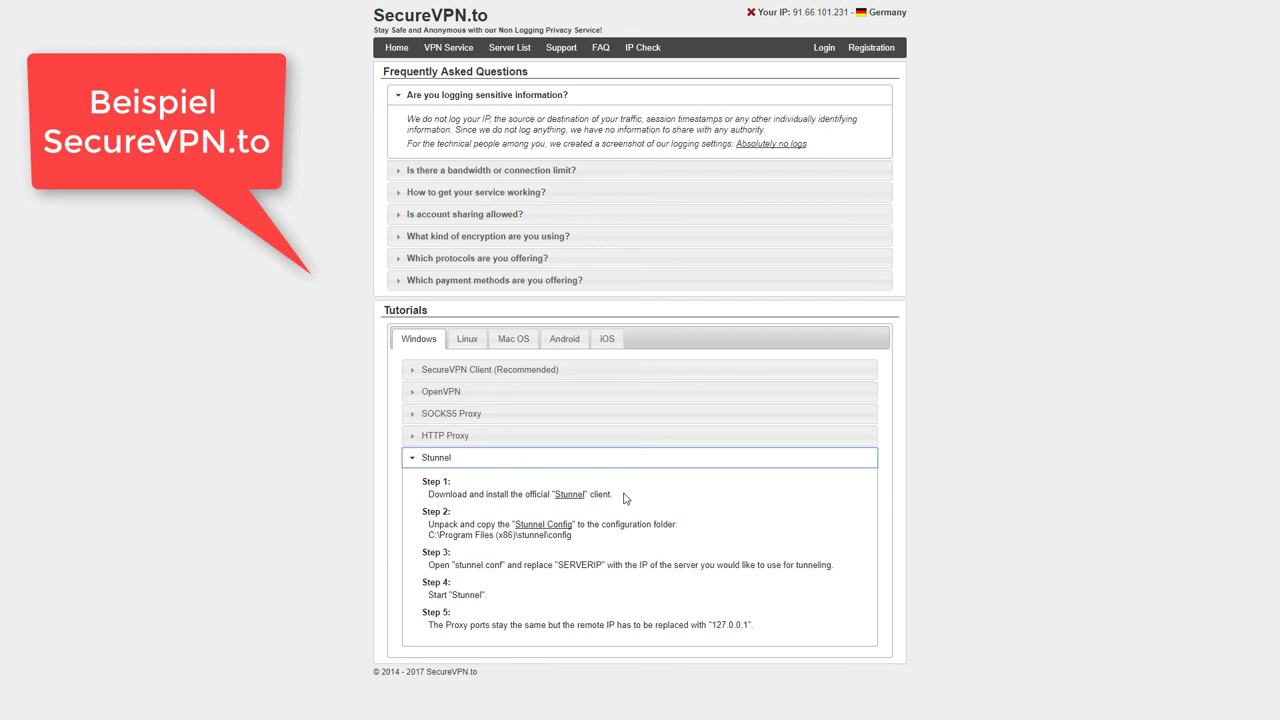 SecureVPN.to
Stay Safe and Anonymous with our Non Logging Privacy Service!
Your IP: 91.66.101.231 - Germany
Home VPN Service Server List Support FAQ IP Check Login Registration
Beispiel
SecureVPN.to
Frequently Asked Questions
Are you logging sensitive information?
We do not log your IP, the source or destination of your traffic, session timestamps or any other individually identifying
information. Since we do not log anything, we have no information to share with any authority.
For the technical people among you, we created a screenshot of our logging settings: Absolutely no logs
Is there a bandwidth or connection limit?
How to get your service working?
Is account sharing allowed?
What kind of encryption are you using?
Which protocols are you offering?
Which payment methods are you offering?
Tutorials
Windows Linux Mac OS Android iOS
SecureVPN Client (Recommended)
OpenVPN
SOCKS5 Proxy
HTTP Proxy
Stunnel
Step 1:
Download and install the official "Stunnel" client.
Step 2:
Unpack and copy the "Stunnel Config" to the configuration folder:
C:\Program Files (x86)\stunnel\config
Step 3:
Open "stunnel.conf" and replace "SERVERIP" with the IP of the server you would like to use for tunneling.
Step 4:
Start "Stunnel".
Step 5:
The Proxy ports stay the same but the remote IP has to be replaced with "127.0.0.1".
© 2014 - 2017 SecureVPN.to